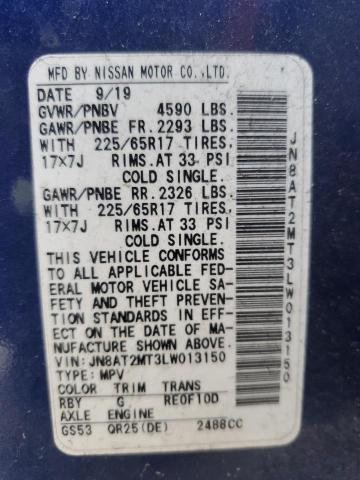 MFD BY NISSAN MOTOR CO.,LTD.
DATE 9/19
GVWR/PNBV 4590 LBS.
GAWR/PNBE FR. 2293 LBS.
WITH 225/65R17 TIRES,
17×7J RIMS.AT 33 PSI
COLD SINGLE.
GAWR/PNBE RR. 2326 LBS.
WITH 225/65R17 TIRES,
17×7J RIMS.AT 33 PSI
COLD SINGLE.
THIS VEHICLE CONFORMS
TO ALL APPLICABLE FED-
ERAL MOTOR VEHICLE SA-
FETY AND THEFT PREVEN-
TION STANDARDS IN EFF-
ECT ON THE DATE OF MA-
NUFACTURE SHOWN ABOVE.
VIN: JN8AT2MT3LW013150
TYPE: MPV
COLOR TRIM TRANS
RBY G RE0F10D
AXLE ENGINE
GS53 QR25(DE) 2488CC
JN8AT2MT3LW013150